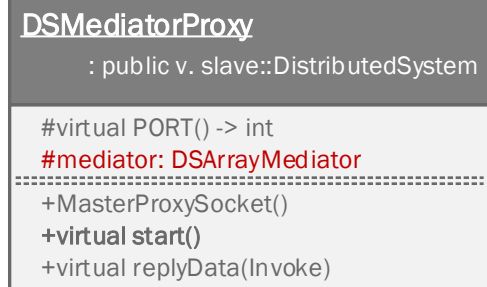 DSMediatorProxy
: public v. slave::DistributedSystem
#virtual PORT() -> int
#mediator: DSArrayMediator
+MasterProxySocket()
+virtual start()
+virtual replyData(Invoke)